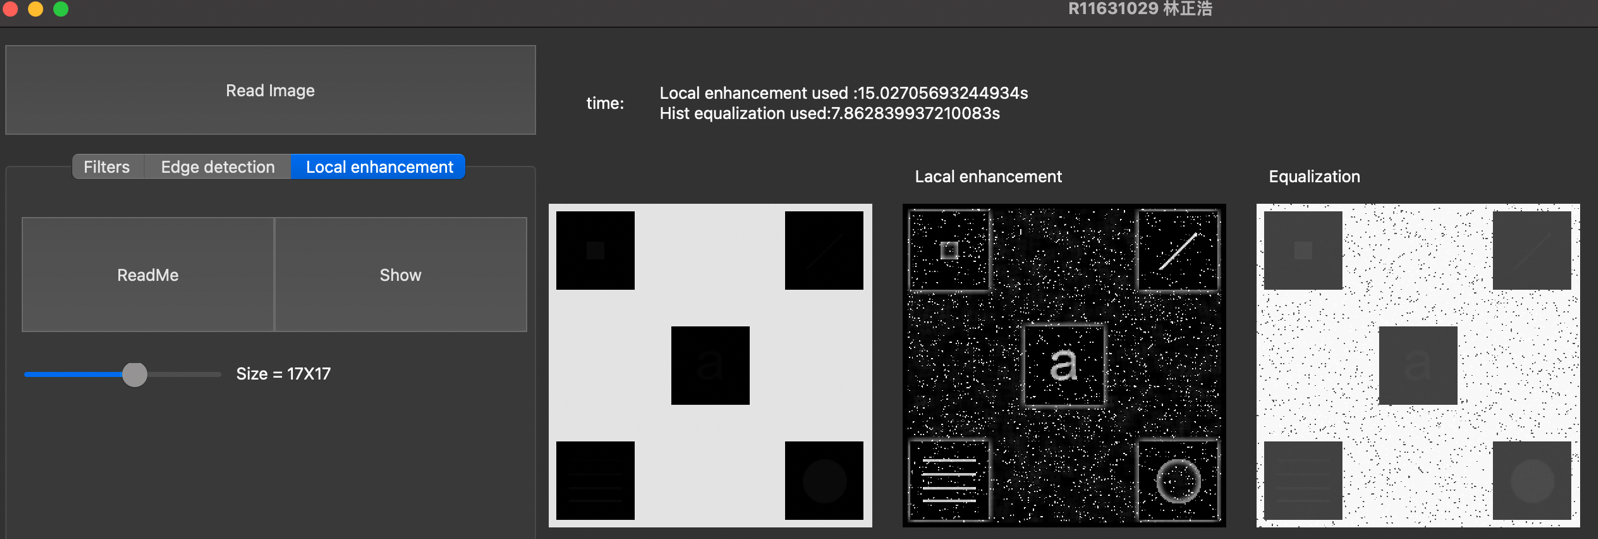 R11631029 林正浩
Read Image
time:
Local enhancement used :15.02705693244934s
Hist equalization used:7.862839937210083s
Filters
Edge detection
Local enhancement
Lacal enhancement
Equalization
ReadMe
Show
Size = 17X17
a
a
a